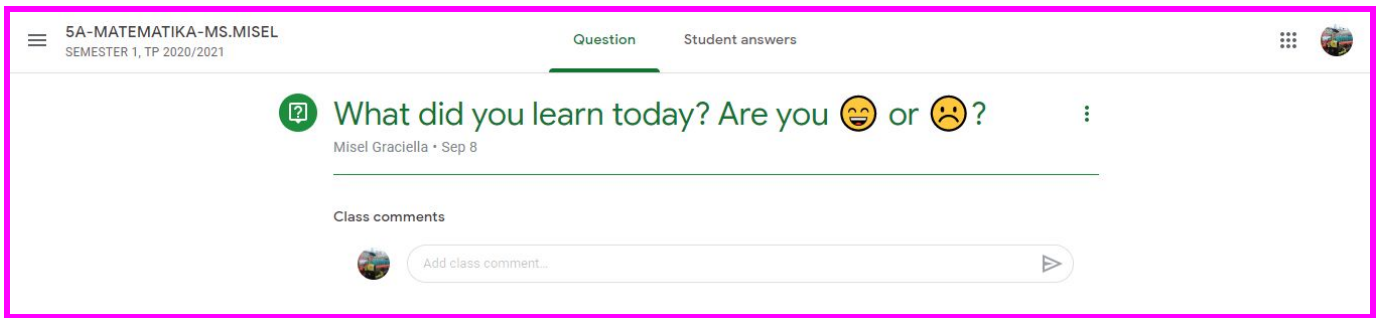 5A-MATEMATIKA-MS.MISEL
SEMESTER 1, TP 2020/2021
Question
Student answers
What did you learn today? Are you 😄 or ☹️?
Misel Graciella • Sep 8
Class comments
Add class comment...